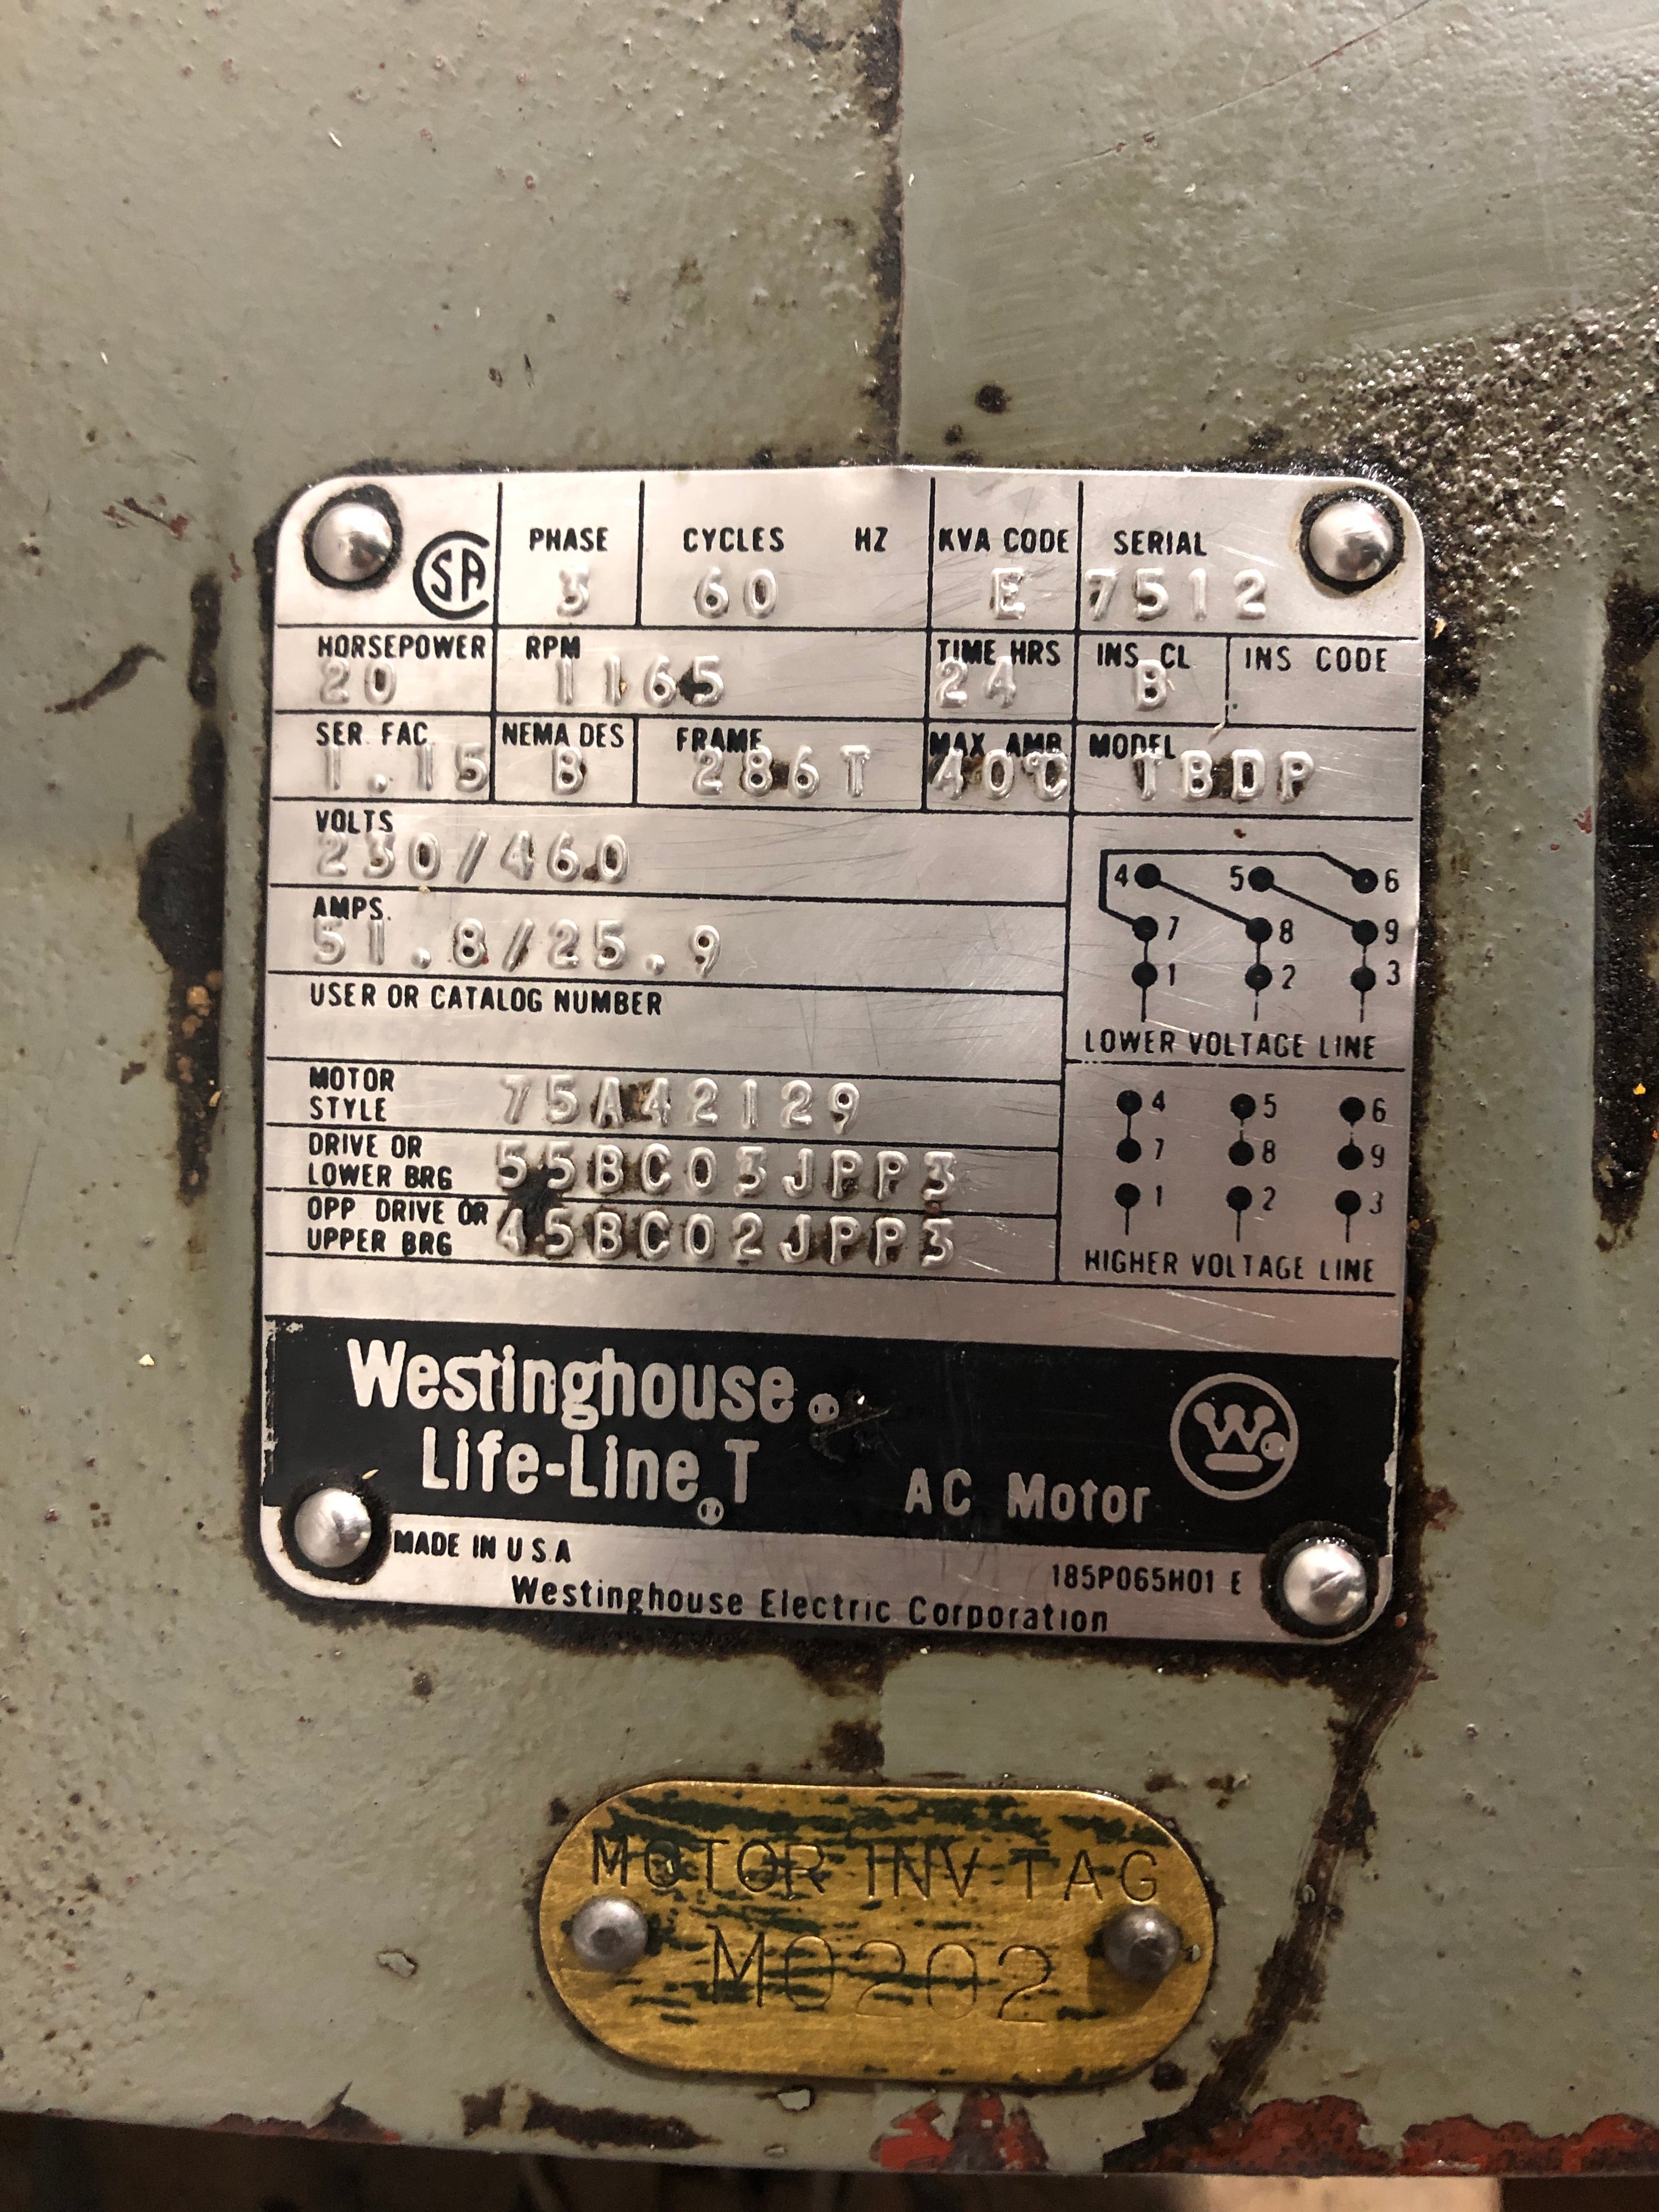 SA PHASE CYCLES HZ KVA CODE SERIAL
3 60 E 7512
HORSEPOWER RPM TIME HRS INS CL INS CODE
20 1165 24 B
SER. FAC. NEMA DES FRAME MAX AMB MODEL
1.15 B 286T 40°C TBDP
VOLTS
230/460
AMPS.
51.8/25.9
4 5 6
7 8 9
1 2 3
LOWER VOLTAGE LINE
USER OR CATALOG NUMBER
MOTOR
STYLE 75A42129
DRIVE OR
LOWER BRG 55BC03JPP3
OPP DRIVE OR
UPPER BRG 45BC02JPP3
4 5 6
7 8 9
1 2 3
HIGHER VOLTAGE LINE
Westinghouse ®
Life-Line ® T AC Motor W ®
MADE IN U S A
185P065H01 E
Westinghouse Electric Corporation
MOTOR INV TAG
M0202